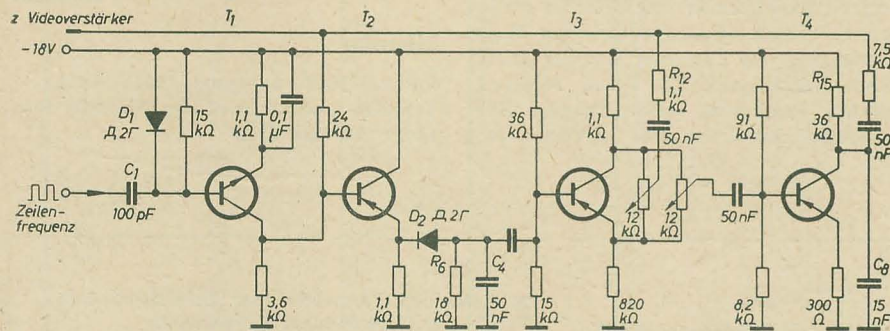 z Videoverstärker
T1
T2
T3
T4
-18V
7,5
kΩ
D1
Д2Г
15
kΩ
1,1
kΩ
0,1
µF
24
kΩ
36
kΩ
1,1
kΩ
R12
1,1
kΩ
50 nF
91
kΩ
R15
36
kΩ
50
nF
Zeilen-
frequenz
C1
100 pF
D2 Д2Г
12
kΩ
12
kΩ
50 nF
3,6
kΩ
1,1
kΩ
R6
18
kΩ
C4
50
nF
15
kΩ
820
kΩ
8,2
kΩ
300
Ω
C8
15
nF